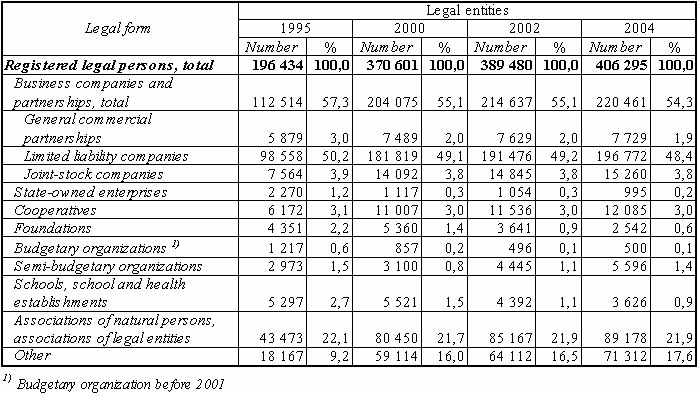 Legal form Legal entities
1995 2000 2002 2004
Number % Number % Number % Number %
Registered legal persons, total 196 434 100,0 370 601 100,0 389 480 100,0 406 295 100,0
Business companies and
partnerships, total 112 514 57,3 204 075 55,1 214 637 55,1 220 461 54,3
General commercial
partnerships 5 879 3,0 7 489 2,0 7 629 2,0 7 729 1,9
Limited liability companies 98 558 50,2 181 819 49,1 191 476 49,2 196 772 48,4
Joint-stock companies 7 564 3,9 14 092 3,8 14 845 3,8 15 260 3,8
State-owned enterprises 2 270 1,2 1 117 0,3 1 054 0,3 995 0,2
Cooperatives 6 172 3,1 11 007 3,0 11 536 3,0 12 085 3,0
Foundations 4 351 2,2 5 360 1,4 3 641 0,9 2 542 0,6
Budgetary organizations 1) 1 217 0,6 857 0,2 496 0,1 500 0,1
Semi-budgetary organizations 2 973 1,5 3 100 0,8 4 445 1,1 5 596 1,4
Schools, school and health
establishments 5 297 2,7 5 521 1,5 4 392 1,1 3 626 0,9
Associations of natural persons,
associations of legal entities 43 473 22,1 80 450 21,7 85 167 21,9 89 178 21,9
Other 18 167 9,2 59 114 16,0 64 112 16,5 71 312 17,6
1) Budgetary organization before 2001